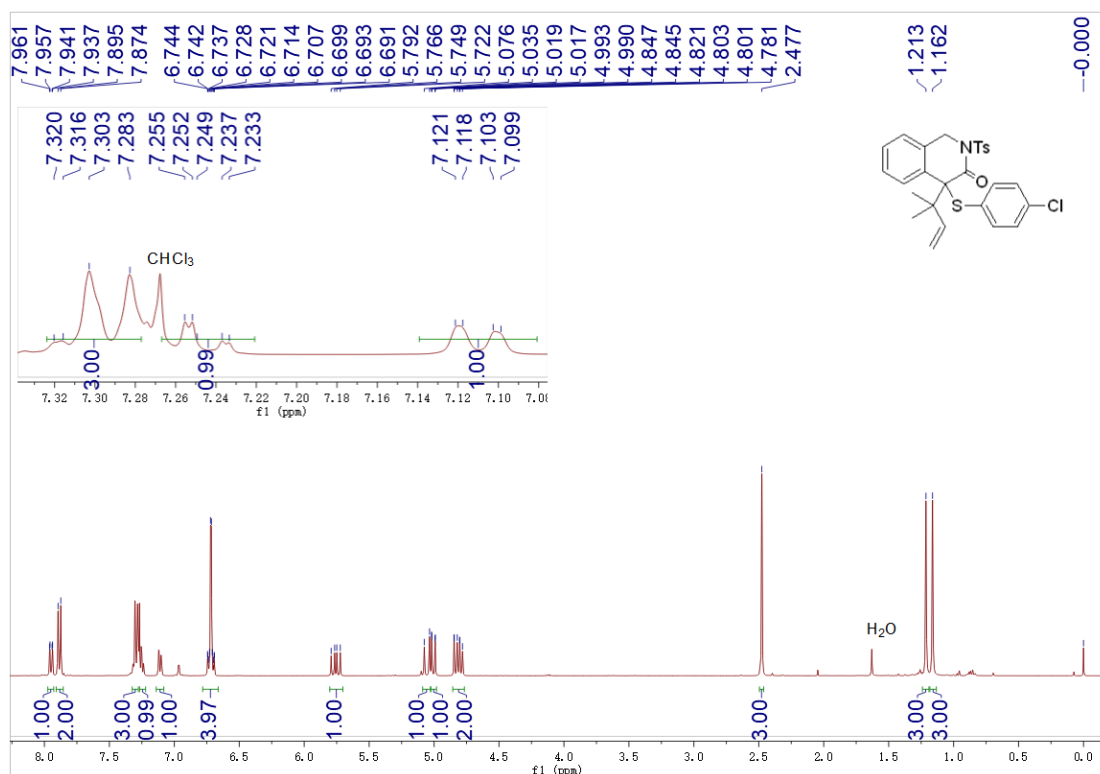 7.961 7.957 7.941 7.937 7.895 7.874 6.744 6.742 6.737 6.728 6.721 6.714 6.707 6.699 6.693 6.691 5.792 5.766 5.749 5.722 5.076 5.035 5.019 5.017 4.993 4.990 4.847 4.845 4.821 4.803 4.801 4.781 2.477 1.213 1.162 -0.000
7.320 7.316 7.303 7.283 7.255 7.252 7.249 7.237 7.233 7.121 7.118 7.103 7.099
CHCl₃
3.00 0.99 1.00
7.32 7.30 7.28 7.26 7.24 7.22 7.20 7.18 7.16 7.14 7.12 7.10 7.08
f1 (ppm)
NTs
O
S
Cl
H₂O
1.00 2.00 3.00 0.99 1.00 3.97 1.00 1.00 1.00 2.00 3.00 3.00 3.00
8.0 7.5 7.0 6.5 6.0 5.5 5.0 4.5 4.0 3.5 3.0 2.5 2.0 1.5 1.0 0.5 0.0
f1 (ppm)